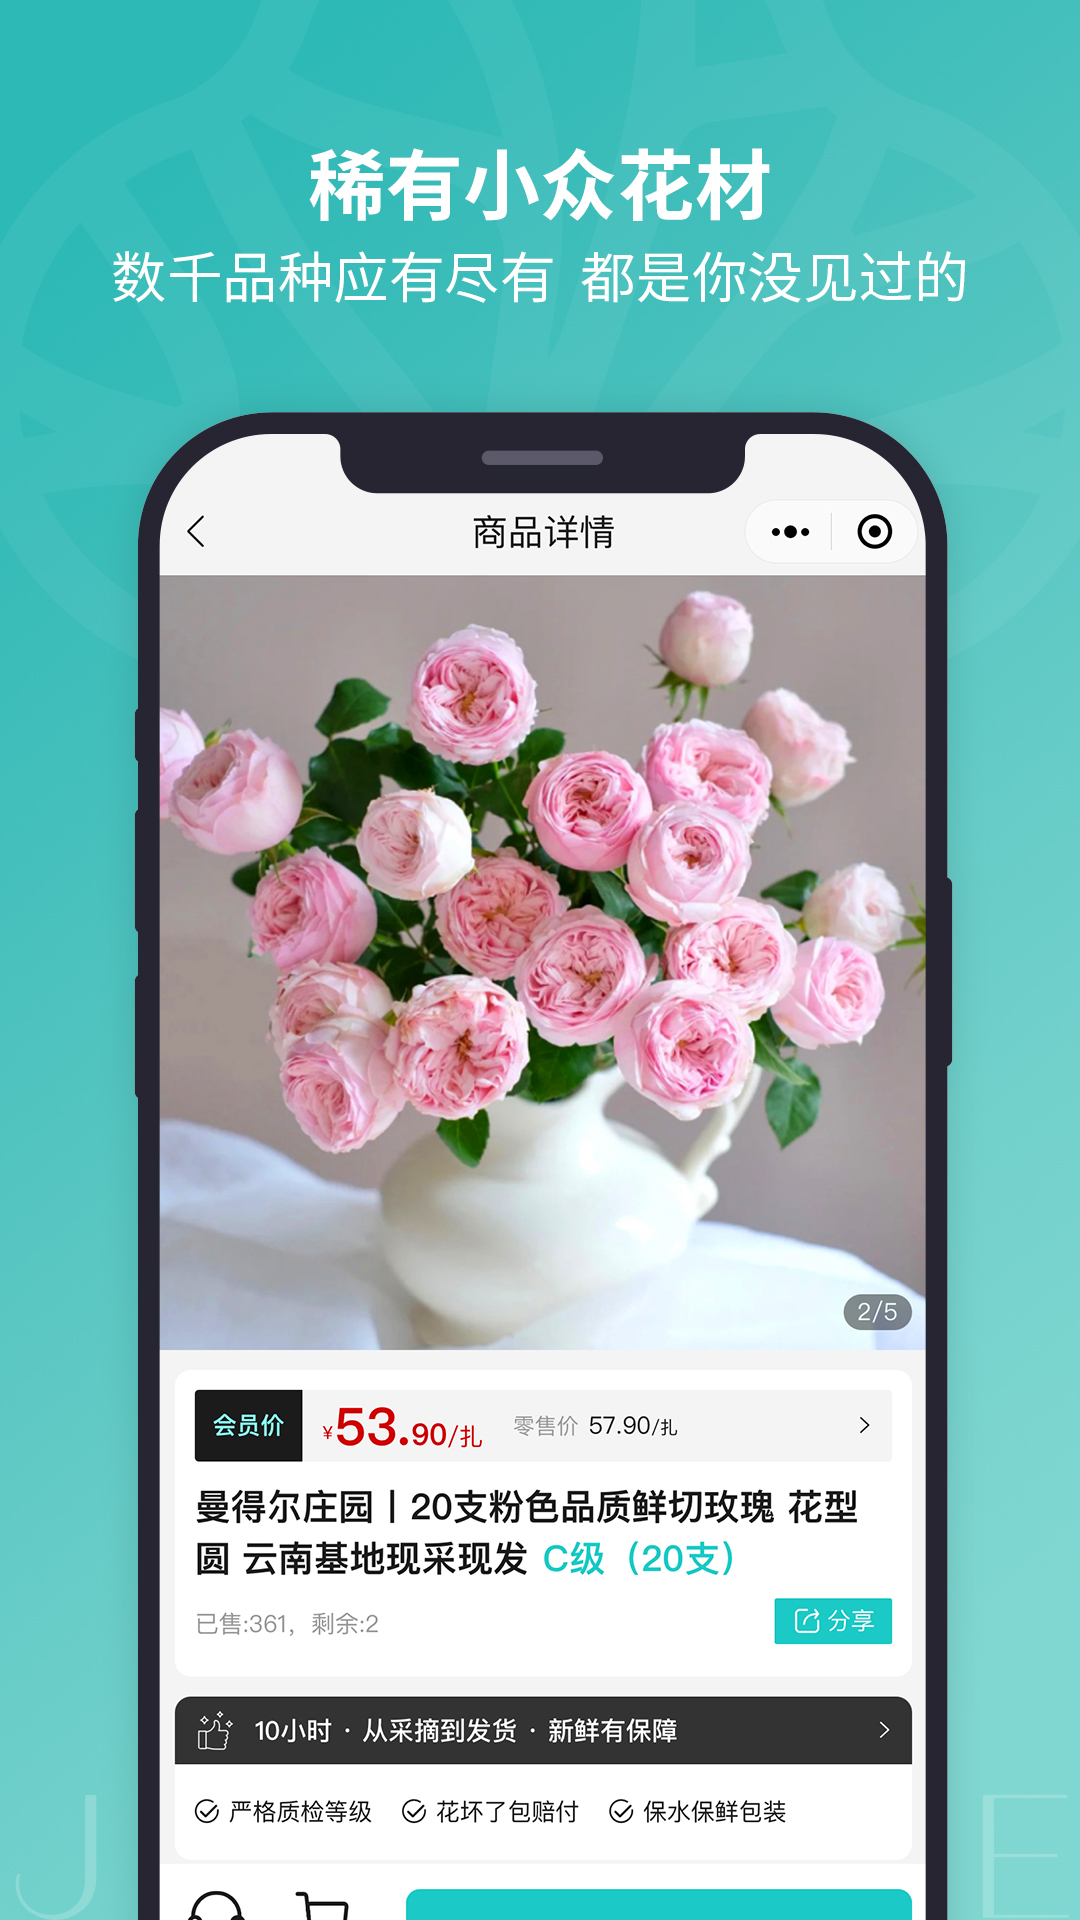 稀有小众花材
数千品种应有尽有 都是你没见过的
商品详情
2/5
会员价 ¥53.90/扎 零售价 57.90/扎
曼得尔庄园丨20支粉色品质鲜切玫瑰 花型
圆 云南基地现采现发 C级（20支）
已售:361，剩余:2
分享
10小时 · 从采摘到发货 · 新鲜有保障
严格质检等级 花坏了包赔付 保水保鲜包装
J E